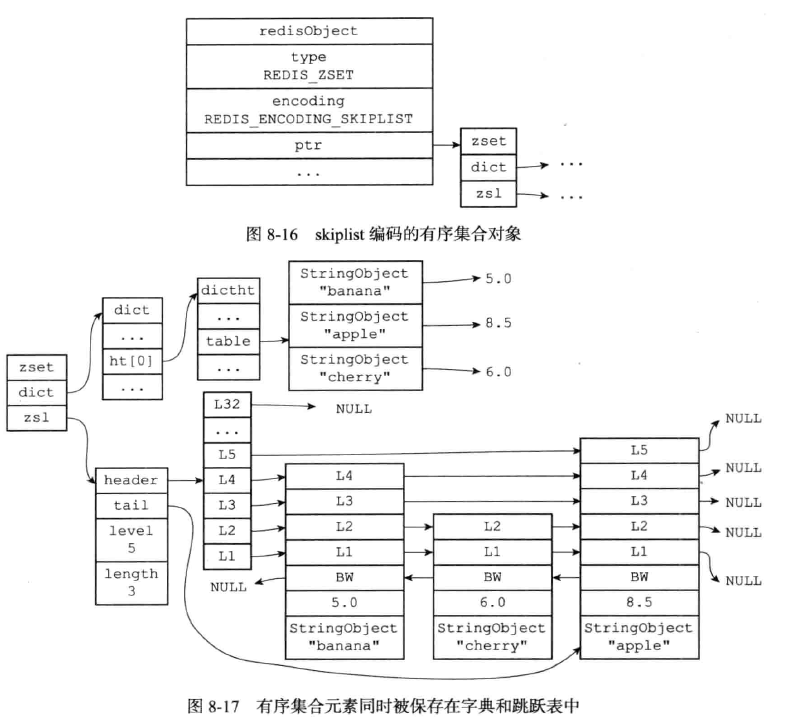 redisObject
type
REDIS_ZSET
encoding
REDIS_ENCODING_SKIPLIST
ptr
...
zset
dict
zsl
...
...
图 8-16 skiplist 编码的有序集合对象
zset
dict
zsl
dict
...
ht[0]
...
dictht
...
table
...
StringObject
"banana"
StringObject
"apple"
StringObject
"cherry"
5.0
8.5
6.0
header
tail
level
5
length
3
L32
...
L5
L4
L3
L2
L1
NULL
NULL
L4
L3
L2
L1
BW
5.0
StringObject
"banana"
L2
L1
BW
6.0
StringObject
"cherry"
L5
L4
L3
L2
L1
BW
8.5
StringObject
"apple"
NULL
NULL
NULL
NULL
NULL
图 8-17 有序集合元素同时被保存在字典和跳跃表中